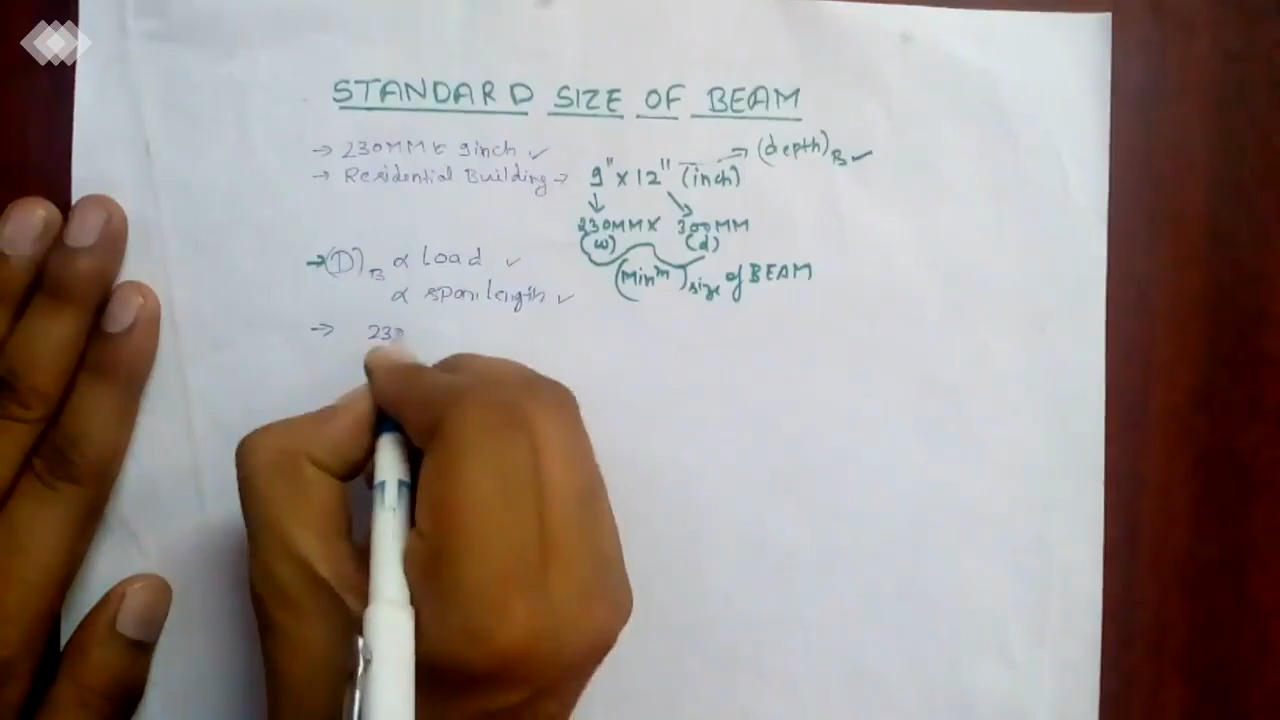 STANDARD SIZE OF BEAM
→ 230MM & 9inch ✓
→ Residential Building → 9" x 12" (inch) → (depth)B ✓
230MM x 300MM
(w) (d)
(Minm)size of BEAM
→ (D)B ∝ load ✓
∝ span length ✓
→ 230